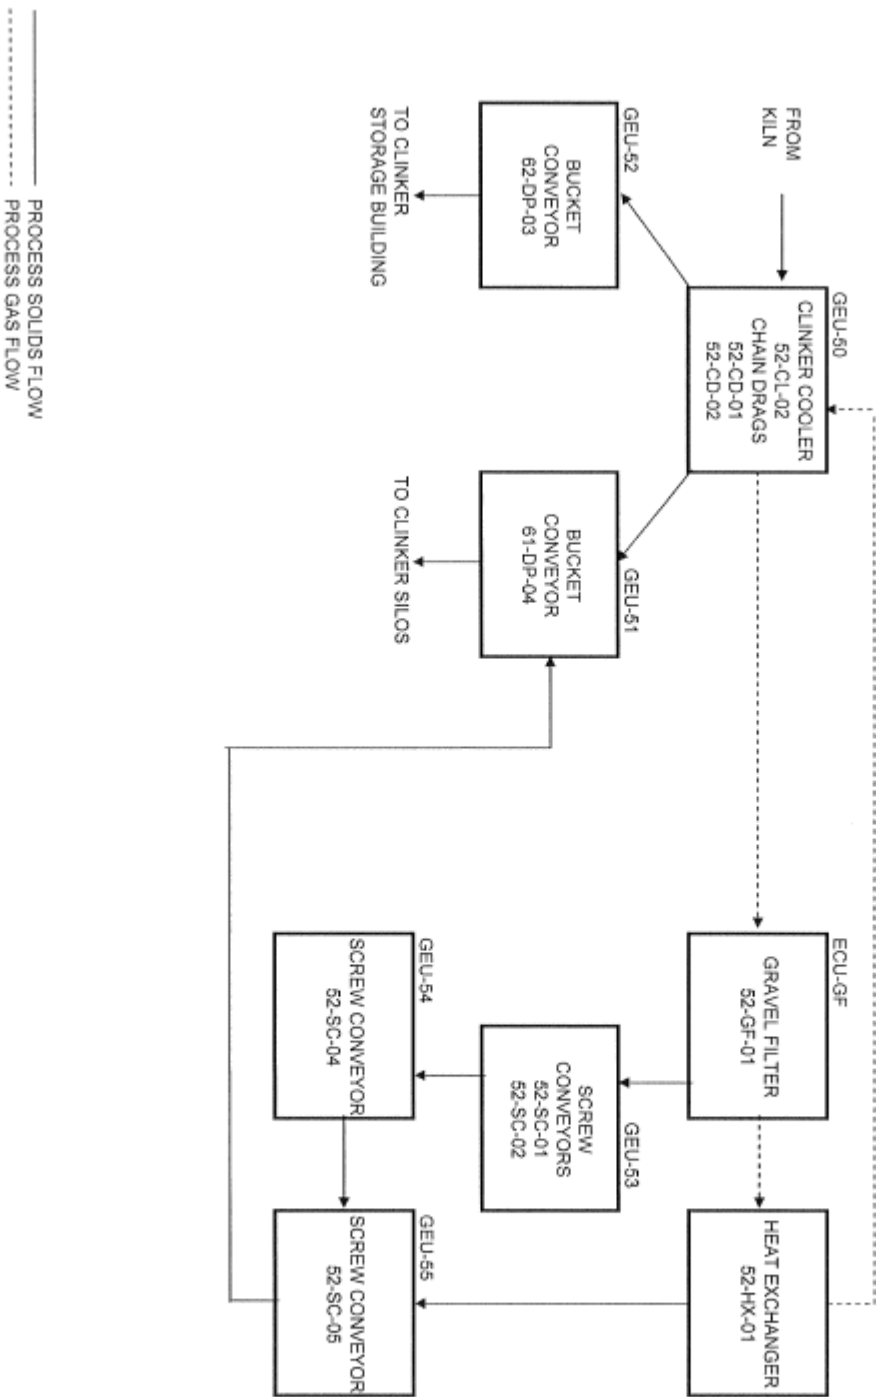 FROM
KILN
GEU-50
CLINKER COOLER
52-CL-02
CHAIN DRAGS
52-CD-01
52-CD-02
ECU-GF
GRAVEL FILTER
52-GF-01
HEAT EXCHANGER
52-HX-01
GEU-52
BUCKET
CONVEYOR
62-DP-03
GEU-51
BUCKET
CONVEYOR
61-DP-04
GEU-53
SCREW
CONVEYORS
52-SC-01
52-SC-02
TO CLINKER
STORAGE BUILDING
TO CLINKER SILOS
GEU-54
SCREW CONVEYOR
52-SC-04
GEU-55
SCREW CONVEYOR
52-SC-05
PROCESS SOLIDS FLOW
PROCESS GAS FLOW